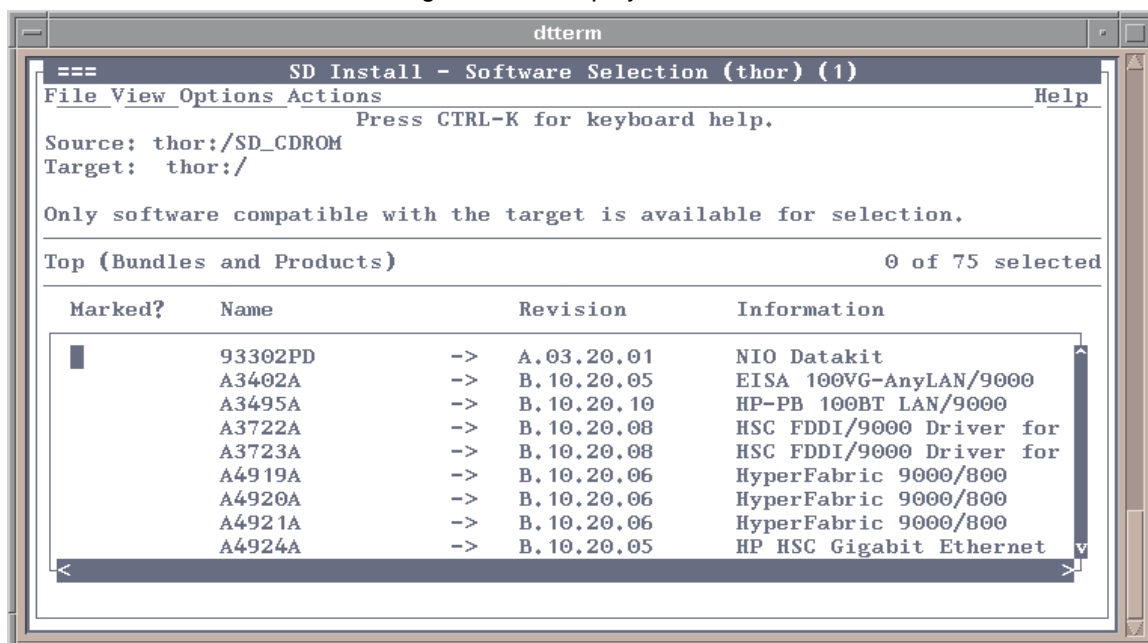 dtterm
=== SD Install - Software Selection (thor) (1)
File View Options Actions Help
Press CTRL-K for keyboard help.
Source: thor:/SD_CDROM
Target: thor:/
Only software compatible with the target is available for selection.
Top (Bundles and Products) 0 of 75 selected
Marked? Name Revision Information
93302PD -> A.03.20.01 NIO Datakit
A3402A -> B.10.20.05 EISA 100VG-AnyLAN/9000
A3495A -> B.10.20.10 HP-PB 100BT LAN/9000
A3722A -> B.10.20.08 HSC FDDI/9000 Driver for
A3723A -> B.10.20.08 HSC FDDI/9000 Driver for
A4919A -> B.10.20.06 HyperFabric 9000/800
A4920A -> B.10.20.06 HyperFabric 9000/800
A4921A -> B.10.20.06 HyperFabric 9000/800
A4924A -> B.10.20.05 HP HSC Gigabit Ethernet